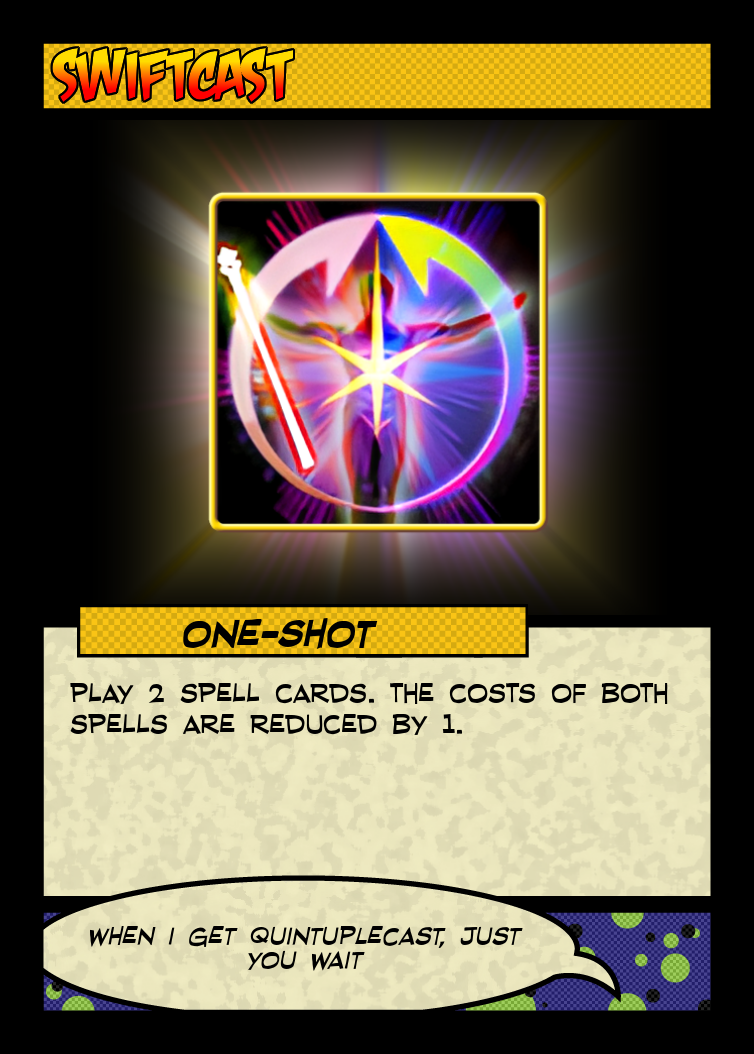 SWIFTCAST
ONE-SHOT
PLAY 2 SPELL CARDS. THE COSTS OF BOTH
SPELLS ARE REDUCED BY 1.
WHEN I GET QUINTUPLECAST, JUST
YOU WAIT